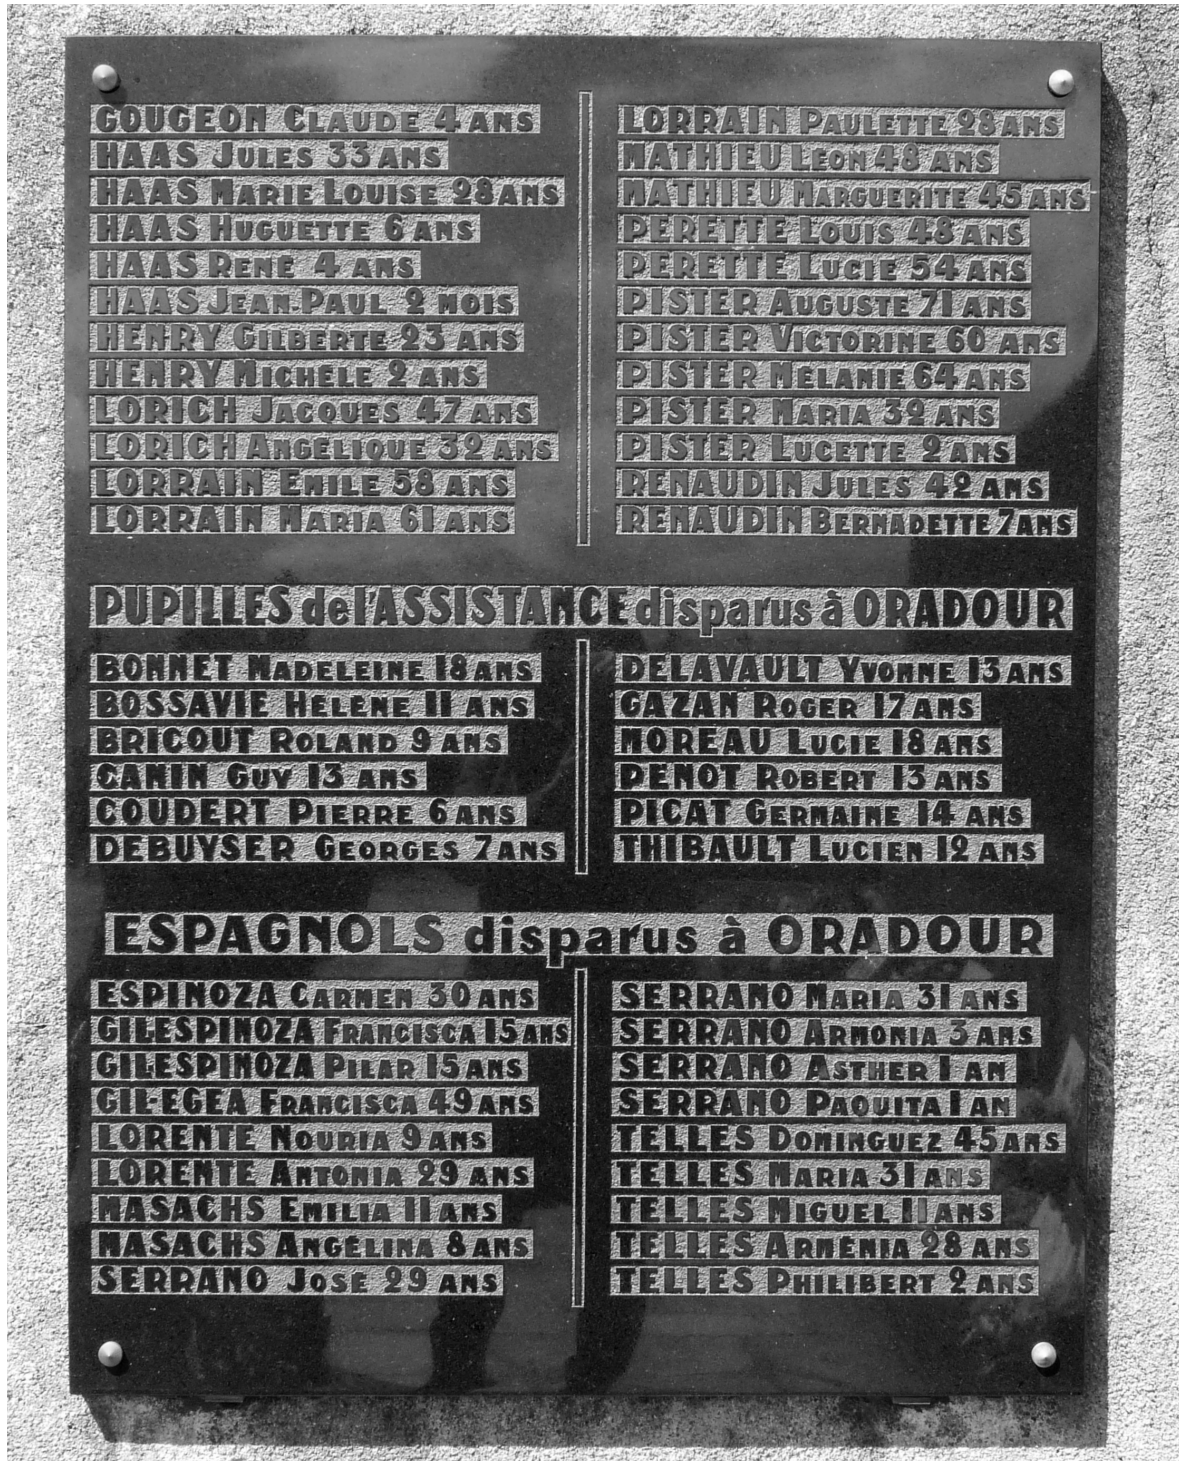 GOUGEON CLAUDE 4 ANS
HAAS JULES 33 ANS
HAAS MARIE LOUISE 28 ANS
HAAS HUGUETTE 6 ANS
HAAS RENÉ 4 ANS
HAAS JEAN-PAUL 2 MOIS
HENRY GILBERTE 23 ANS
HENRY MICHÈLE 2 ANS
LORICH JACQUES 47 ANS
LORICH ANGÉLIQUE 32 ANS
LORRAIN EMILE 58 ANS
LORRAIN MARIA 61 ANS
LORRAIN PAULETTE 28 ANS
MATHIEU LÉON 48 ANS
MATHIEU MARGUERITE 45 ANS
PERETTE LOUIS 48 ANS
PERETTE LUCIE 54 ANS
PISTER AUGUSTE 71 ANS
PISTER VICTORINE 60 ANS
PISTER MÉLANIE 64 ANS
PISTER MARIA 32 ANS
PISTER LUCETTE 2 ANS
RENAUDIN JULES 42 ANS
RENAUDIN BERNADETTE 7 ANS
PUPILLES de l'ASSISTANCE disparus à ORADOUR
BONNET MADELEINE 18 ANS
BOSSAVIE HÉLÈNE 11 ANS
BRICOUT ROLAND 9 ANS
CANIN GUY 13 ANS
COUDERT PIERRE 6 ANS
DEBUYSER GEORGES 7 ANS
DELAVAULT YVONNE 13 ANS
GAZAN ROGER 17 ANS
MOREAU LUCIE 18 ANS
PENOT ROBERT 13 ANS
PICAT GERMAINE 14 ANS
THIBAULT LUCIEN 12 ANS
ESPAGNOLS disparus à ORADOUR
ESPINOZA CARMEN 30 ANS
GIL-ESPINOZA FRANCISCA 15 ANS
GIL-ESPINOZA PILAR 15 ANS
GIL-EGEA FRANCISCA 49 ANS
LORENTE NOURIA 9 ANS
LORENTE ANTONIA 29 ANS
MASACHS EMILIA 11 ANS
MASACHS ANGÉLINA 8 ANS
SERRANO JOSÉ 29 ANS
SERRANO MARIA 31 ANS
SERRANO ARMONIA 3 ANS
SERRANO ASTHER 1 AN
SERRANO PAQUITA 1 AN
TELLES DOMINGUEZ 45 ANS
TELLES MARIA 31 ANS
TELLES MIGUEL 11 ANS
TELLES ARMÉNIA 28 ANS
TELLES PHILIBERT 2 ANS